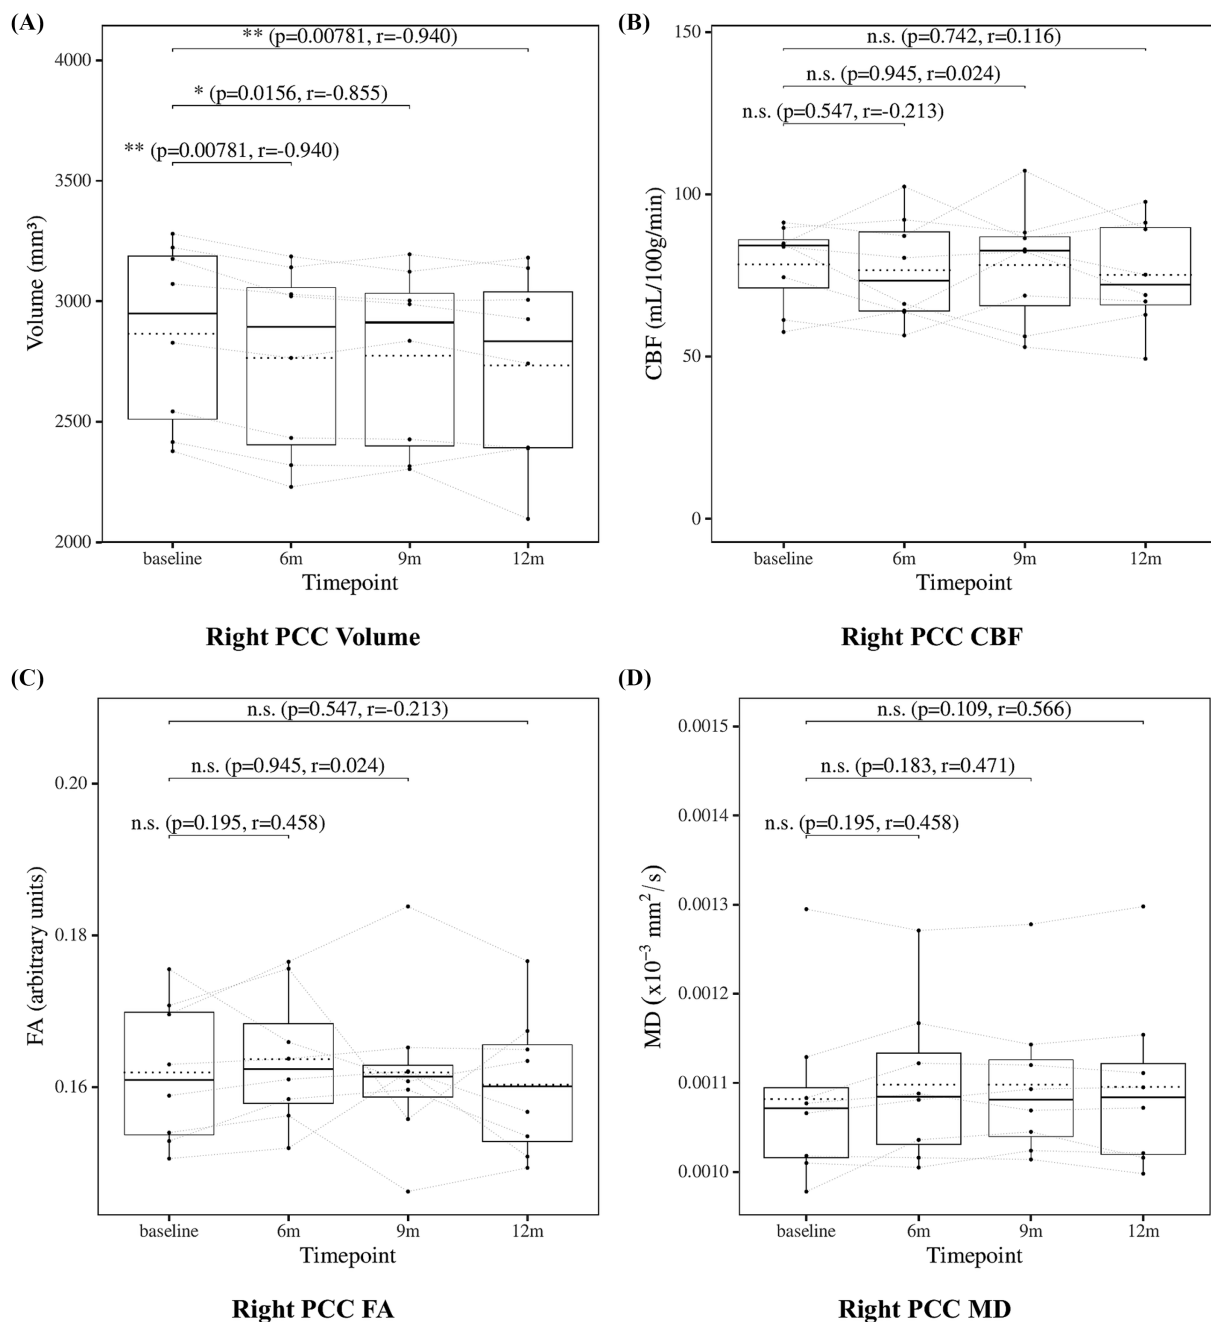 (A)
** (p=0.00781, r=-0.940)
* (p=0.0156, r=-0.855)
** (p=0.00781, r=-0.940)
4000
3500
3000
2500
2000
Volume (mm³)
baseline 6m 9m 12m
Timepoint
Right PCC Volume
(B)
n.s. (p=0.742, r=0.116)
n.s. (p=0.945, r=0.024)
n.s. (p=0.547, r=-0.213)
150
100
50
0
CBF (mL/100g/min)
baseline 6m 9m 12m
Timepoint
Right PCC CBF
(C)
n.s. (p=0.547, r=-0.213)
n.s. (p=0.945, r=0.024)
n.s. (p=0.195, r=0.458)
0.20
0.18
0.16
FA (arbitrary units)
baseline 6m 9m 12m
Timepoint
Right PCC FA
(D)
n.s. (p=0.109, r=0.566)
n.s. (p=0.183, r=0.471)
n.s. (p=0.195, r=0.458)
0.0015
0.0014
0.0013
0.0012
0.0011
0.0010
MD (x10⁻³ mm²/s)
baseline 6m 9m 12m
Timepoint
Right PCC MD